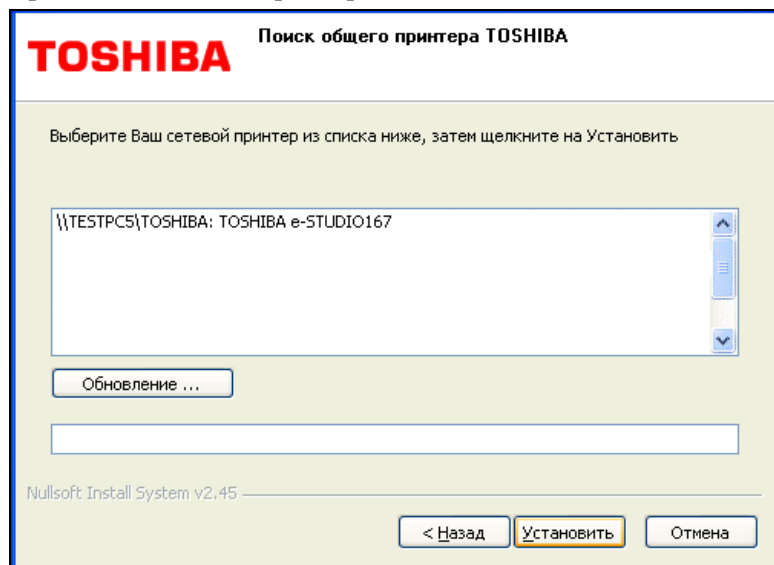 Поиск общего принтера TOSHIBA
TOSHIBA
Выберите Ваш сетевой принтер из списка ниже, затем щелкните на Установить
\\TESTPC5\TOSHIBA: TOSHIBA e-STUDIO167
Обновление ...
Nullsoft Install System v2.45
< Назад Установить Отмена